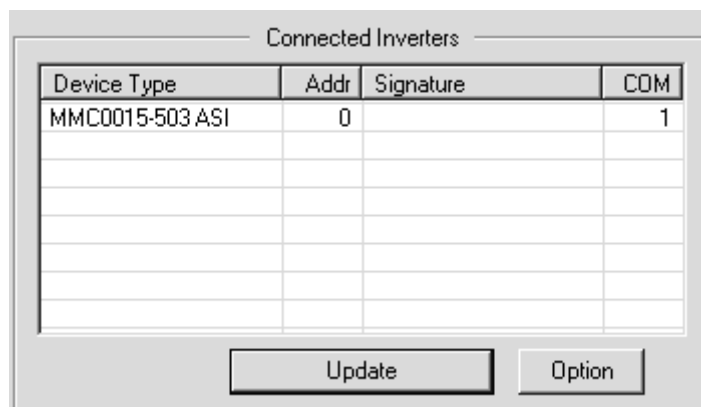 Connected Inverters
Device Type Addr Signature COM
MMC0015-503 ASI 0 1
Update Option